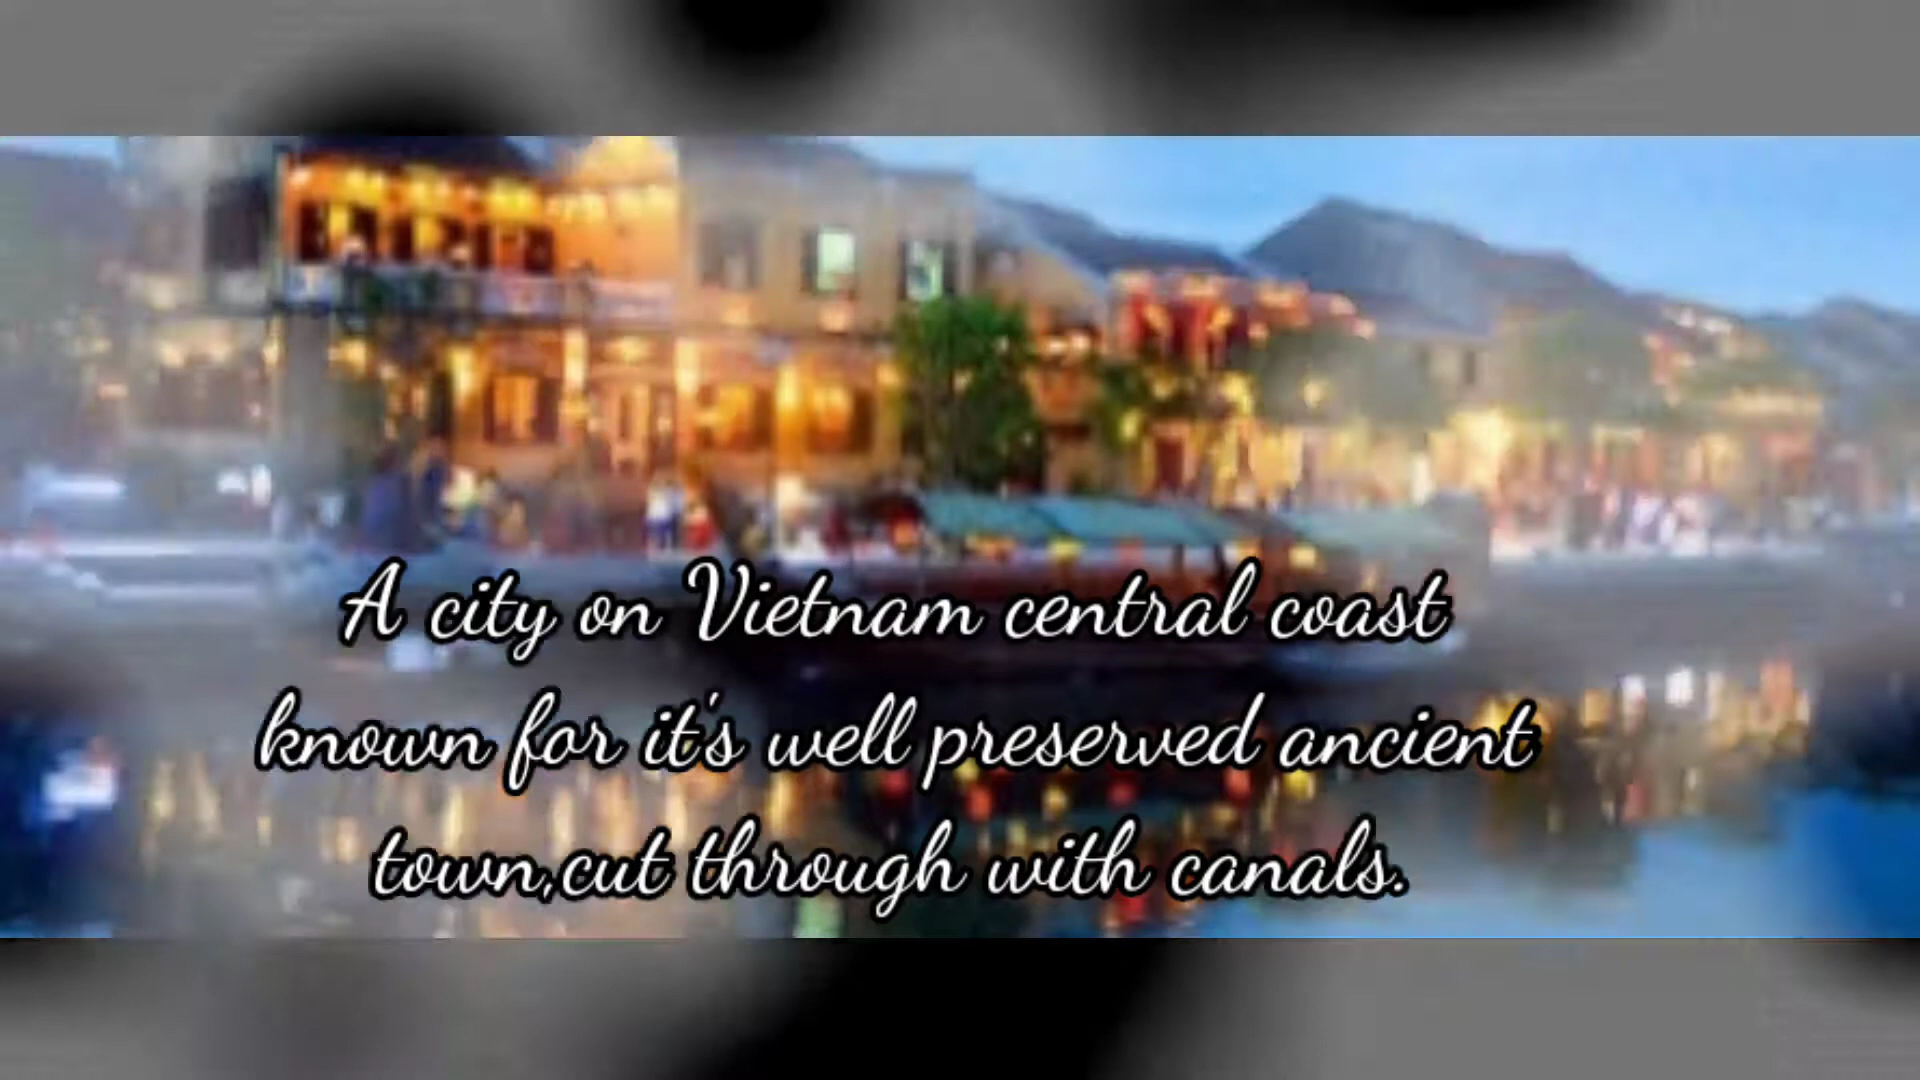 A city on Vietnam central coast
known for it's well preserved ancient
town,cut through with canals.